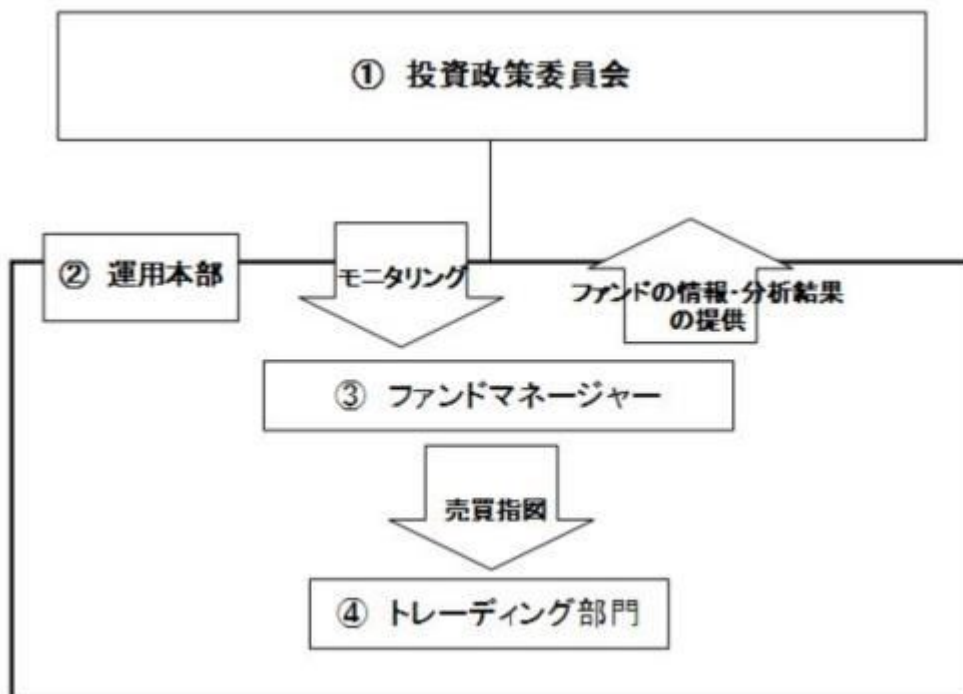 ① 投資政策委員会
② 運用本部
モニタリング
ファンドの情報・分析結果
の提供
③ ファンドマネージャー
売買指図
④ トレーディング部門